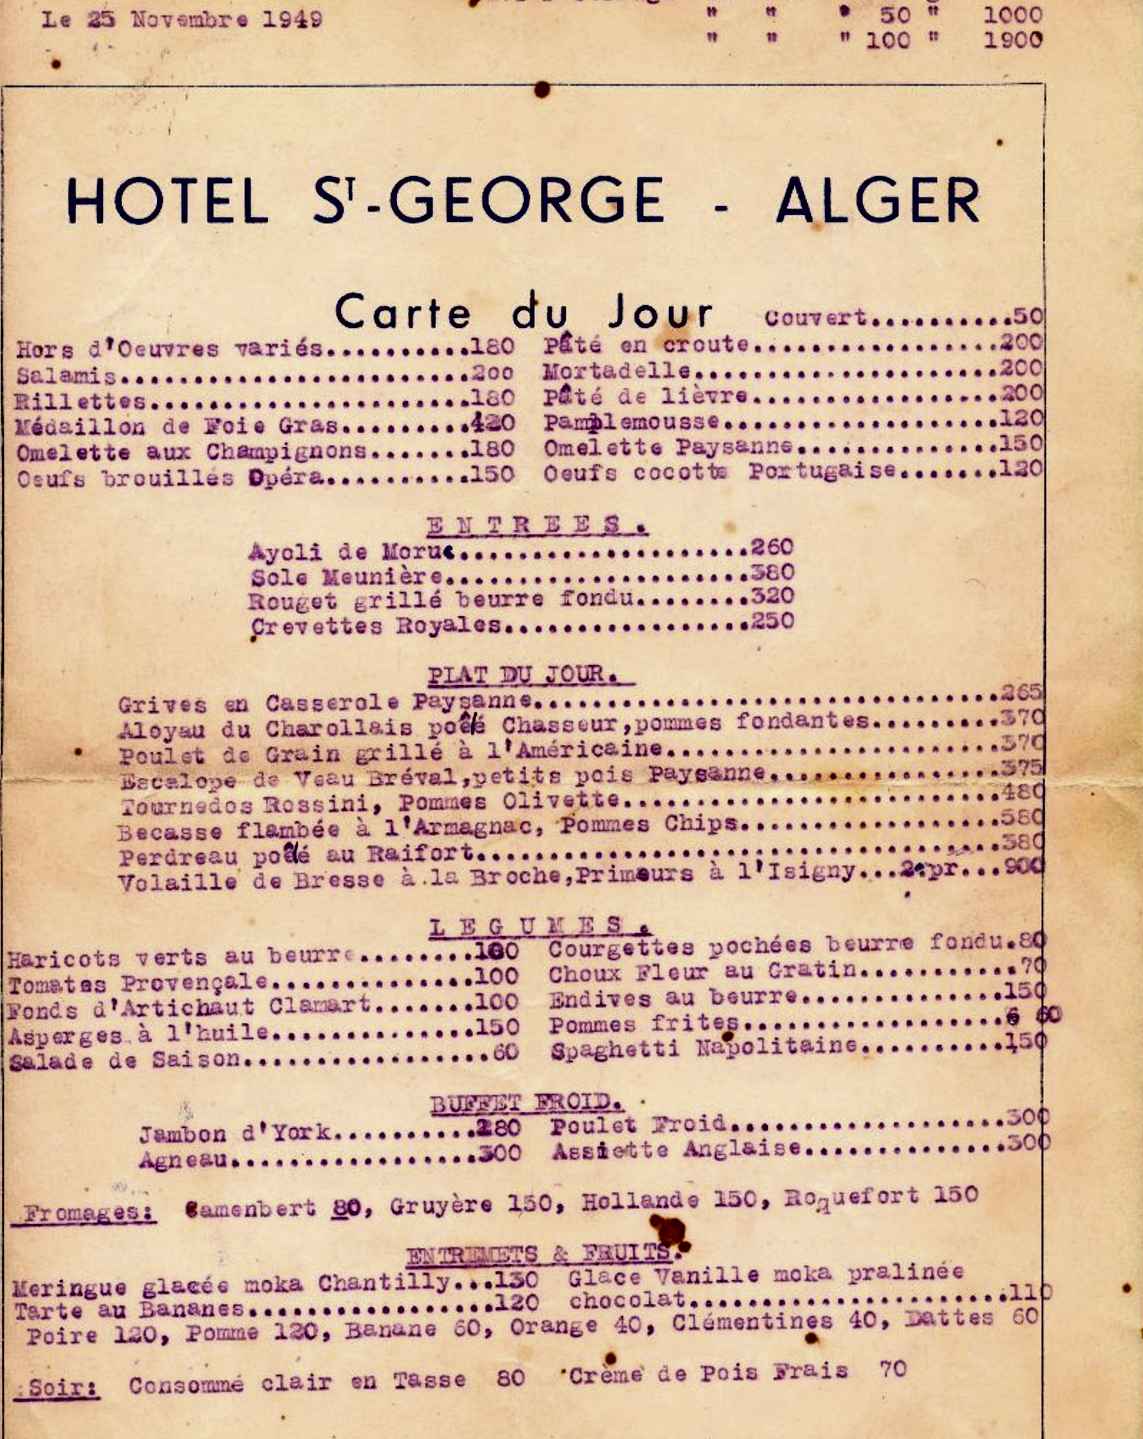 Le 25 Novembre 1949
" " " 50 " 1000
" " " 100 " 1900
HOTEL ST-GEORGE - ALGER
Carte du Jour Couvert...........50
Hors d'Oeuvres variés..........180 Pâté en croute.................200
Salamis........................200 Mortadelle.....................200
Rillettes......................180 Pâté de lièvre.................200
Médaillon de Foie Gras.........420 Pamplemousse...................120
Omelette aux Champignons.......180 Omelette Paysanne..............150
Oeufs brouillés Opéra..........150 Oeufs cocotte Portugaise.......120
ENTREES.
Ayoli de Morue....................260
Sole Meunière.....................380
Rouget grillé beurre fondu........320
Crevettes Royales.................250
PLAT DU JOUR.
Grives en Casserole Paysanne................................265
Aloyau du Charollais poêlé Chasseur,pommes fondantes.........370
Poulet de Grain grillé à l'Américaine.......................370
Escalope de Veau Bréval,petits pois Paysanne................375
Tournedos Rossini, Pommes Olivette..........................480
Becasse flambée à l'Armagnac, Pommes Chips..................580
Perdreau poêlé au Raifort...................................380
Volaille de Bresse à la Broche,Primeurs à l'Isigny...2 pr...900
LEGUMES.
Haricots verts au beurre........100 Courgettes pochées beurre fondu.80
Tomates Provençale..............100 Choux Fleur au Gratin...........70
Fonds d'Artichaut Clamart.......100 Endives au beurre..............150
Asperges à l'huile..............150 Pommes frites..................60
Salade de Saison.................60 Spaghetti Napolitaine..........150
BUFFET FROID.
Jambon d'York..........280 Poulet Froid...................300
Agneau.................300 Assiette Anglaise..............300
Fromages: Camenbert 80, Gruyère 150, Hollande 150, Roquefort 150
ENTREMETS & FRUITS.
Meringue glacée moka Chantilly...130 Glace Vanille moka pralinée
Tarte au Bananes.................120 chocolat......................110
Poire 120, Pomme 120, Banane 60, Orange 40, Clémentines 40, Dattes 60
Soir: Consommé clair en Tasse 80 Crème de Pois Frais 70